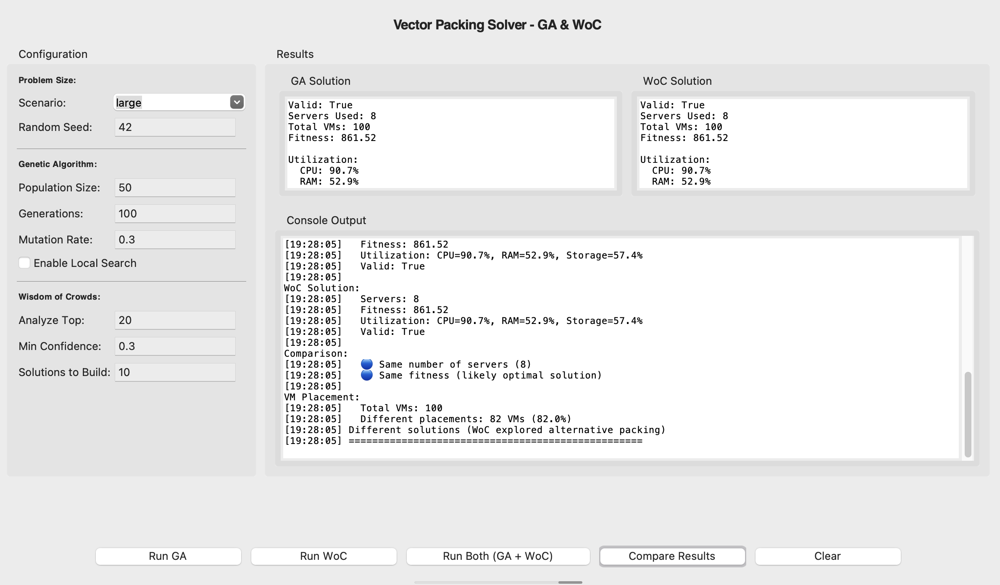 Vector Packing Solver - GA & WoC
Configuration
Problem Size:
Scenario: large
Random Seed: 42
Genetic Algorithm:
Population Size: 50
Generations: 100
Mutation Rate: 0.3
Enable Local Search
Wisdom of Crowds:
Analyze Top: 20
Min Confidence: 0.3
Solutions to Build: 10
Results
GA Solution
Valid: True
Servers Used: 8
Total VMs: 100
Fitness: 861.52
Utilization:
CPU: 90.7%
RAM: 52.9%
WoC Solution
Valid: True
Servers Used: 8
Total VMs: 100
Fitness: 861.52
Utilization:
CPU: 90.7%
RAM: 52.9%
Console Output
[19:28:05] Fitness: 861.52
[19:28:05] Utilization: CPU=90.7%, RAM=52.9%, Storage=57.4%
[19:28:05] Valid: True
[19:28:05]
WoC Solution:
[19:28:05] Servers: 8
[19:28:05] Fitness: 861.52
[19:28:05] Utilization: CPU=90.7%, RAM=52.9%, Storage=57.4%
[19:28:05] Valid: True
[19:28:05]
Comparison:
[19:28:05] 🔵 Same number of servers (8)
[19:28:05] 🔵 Same fitness (likely optimal solution)
[19:28:05]
VM Placement:
[19:28:05] Total VMs: 100
[19:28:05] Different placements: 82 VMs (82.0%)
[19:28:05] Different solutions (WoC explored alternative packing)
[19:28:05] ==================================================
Run GA
Run WoC
Run Both (GA + WoC)
Compare Results
Clear